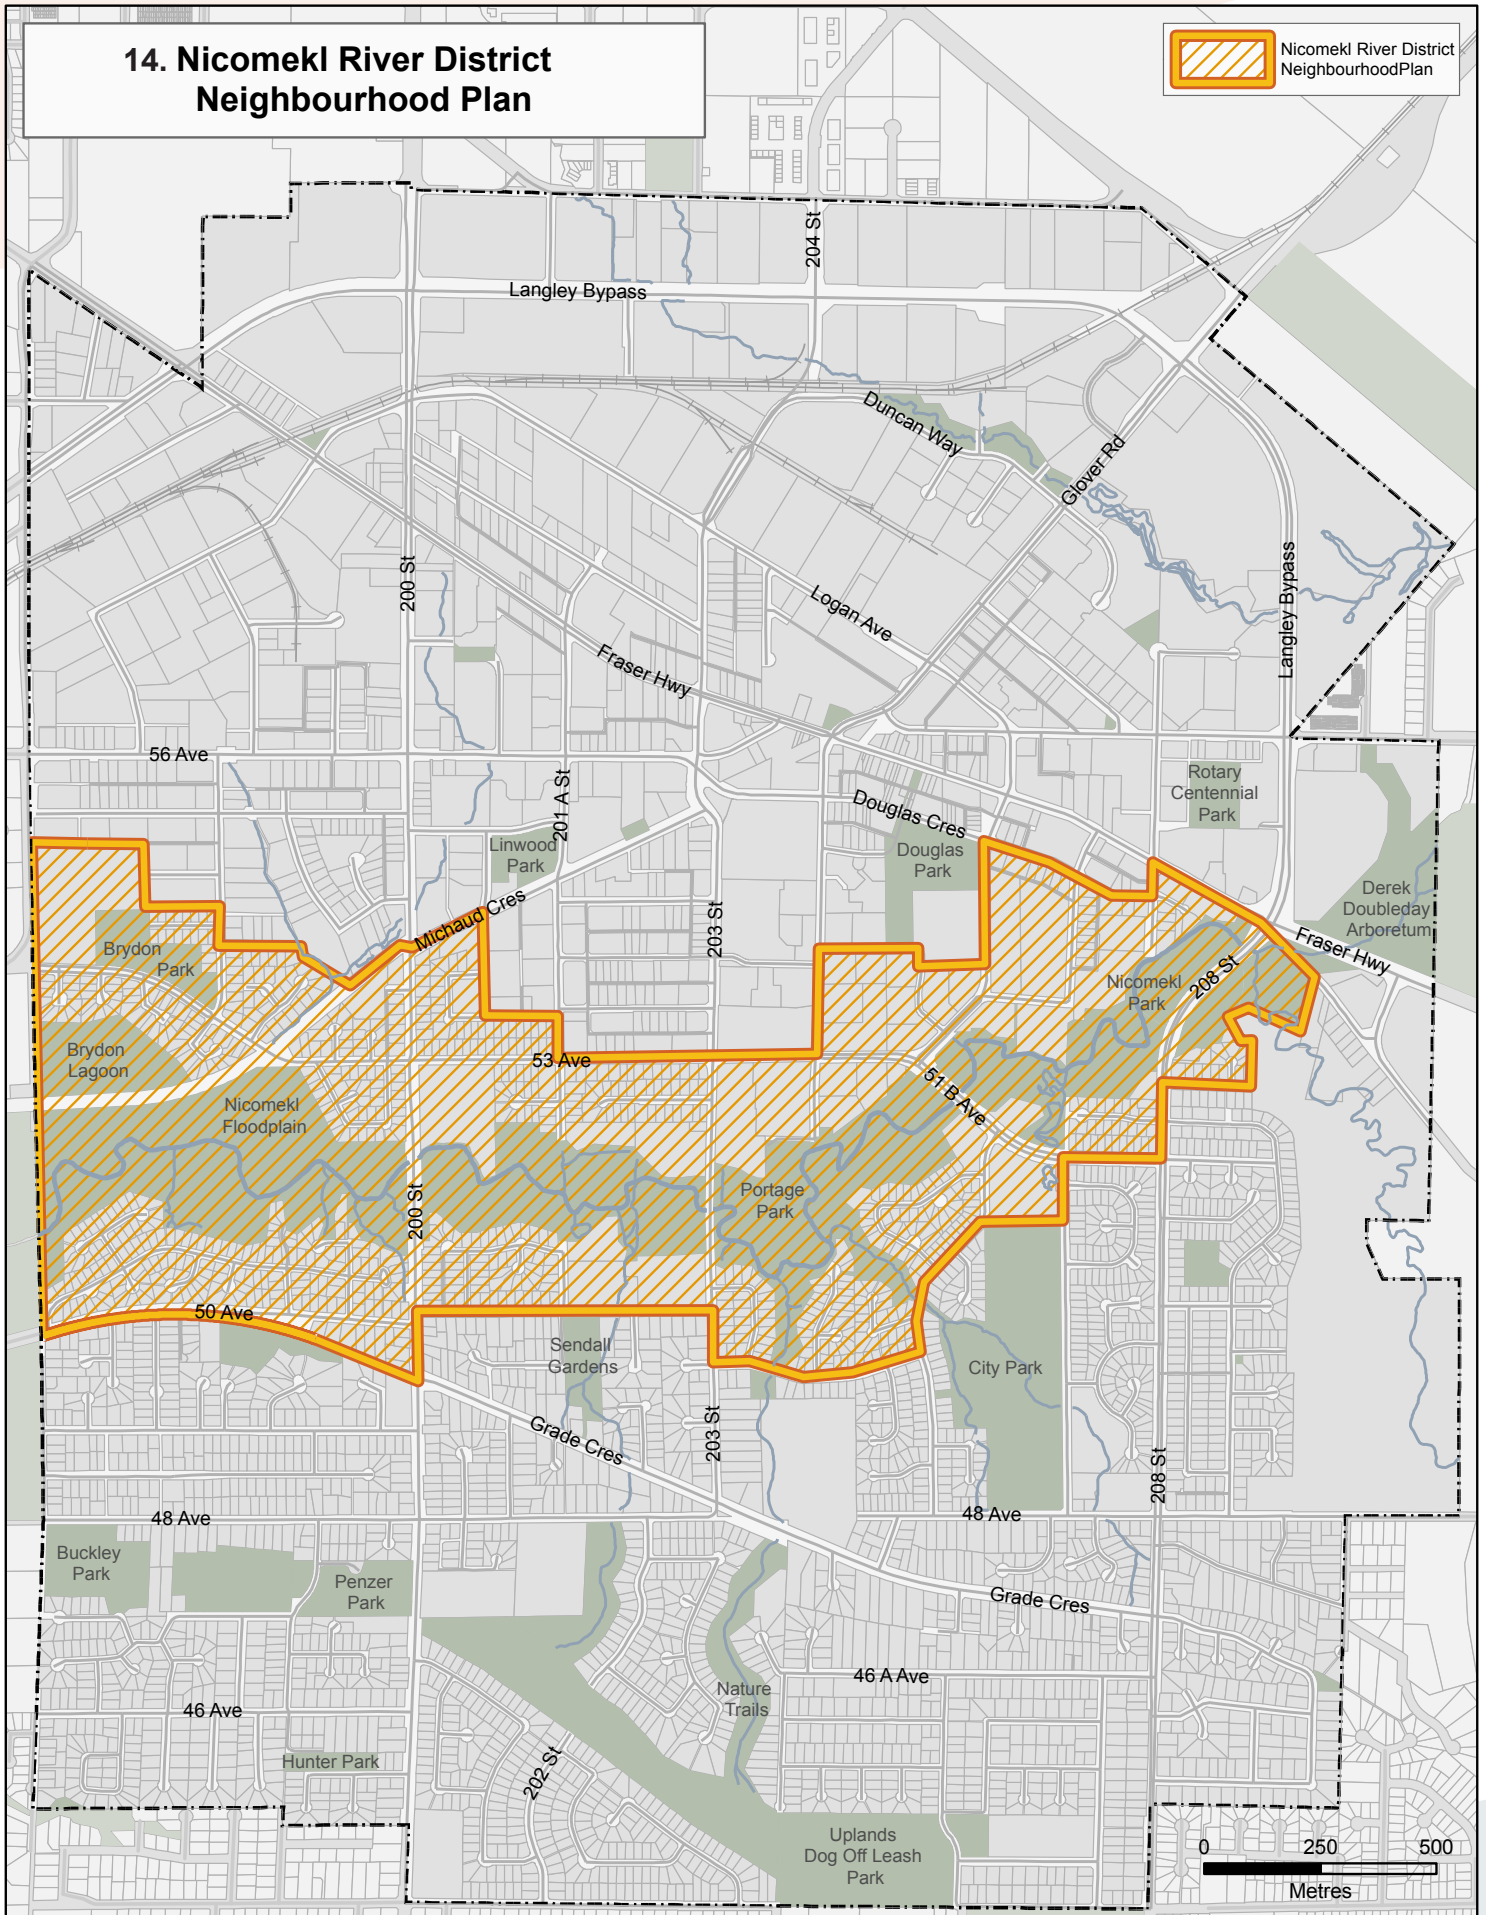 14. Nicomekl River District
Neighbourhood Plan
Nicomekl River District
NeighbourhoodPlan
204 St
Langley Bypass
Duncan Way
Glover Rd
200 St
Langley Bypass
Logan Ave
Fraser Hwy
56 Ave
201 A St
Rotary
Centennial
Park
Douglas Cres
Linwood
Park
Douglas
Park
Derek
Doubleday
Arboretum
Michaud Cres
203 St
Fraser Hwy
Brydon
Park
Nicomekl
Park
208 St
Brydon
Lagoon
53 Ave
51 B Ave
Nicomekl
Floodplain
200 St
Portage
Park
50 Ave
Sendall
Gardens
City Park
Grade Cres
203 St
208 St
48 Ave
48 Ave
Buckley
Park
Penzer
Park
Grade Cres
46 A Ave
Nature
Trails
46 Ave
Hunter Park
202 St
Uplands
Dog Off Leash
Park
0 250 500
Metres